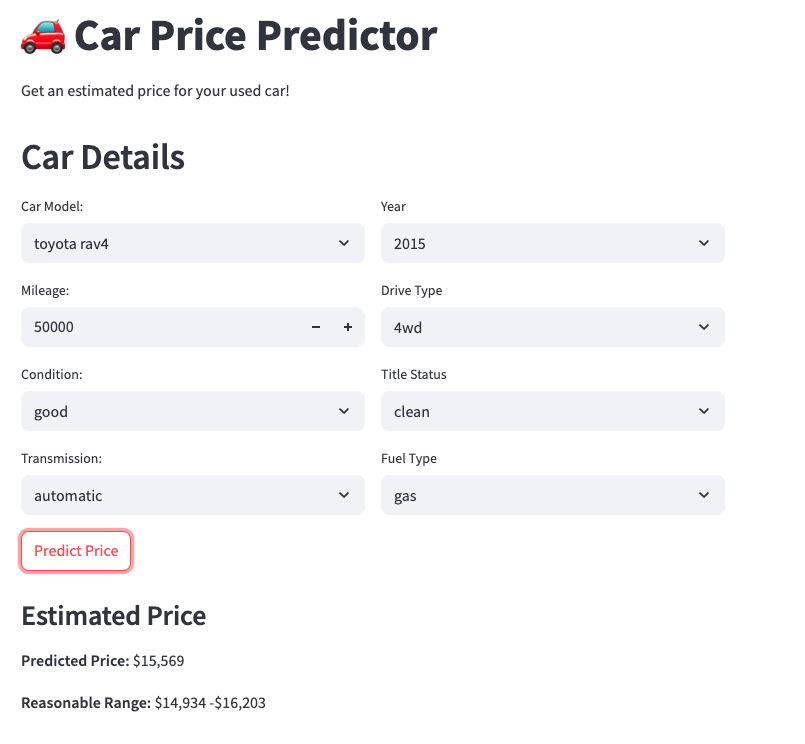 Car Price Predictor
Get an estimated price for your used car!
Car Details
Car Model:
toyota rav4
Year
2015
Mileage:
50000
Drive Type
4wd
Condition:
good
Title Status
clean
Transmission:
automatic
Fuel Type
gas
Predict Price
Estimated Price
Predicted Price: $15,569
Reasonable Range: $14,934 -$16,203